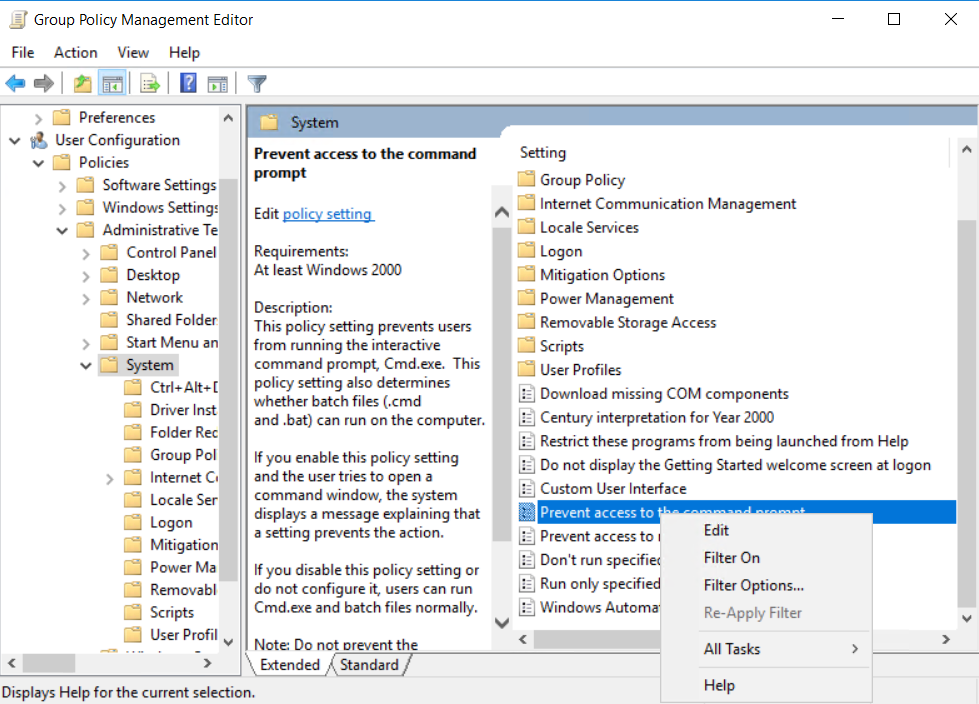 Group Policy Management Editor
File Action View Help
Preferences
User Configuration
Policies
Software Settings
Windows Settings
Administrative Te
Control Panel
Desktop
Network
Shared Folder
Start Menu an
System
Ctrl+Alt+D
Driver Inst
Folder Rec
Group Pol
Internet C
Locale Ser
Logon
Mitigation
Power Ma
Removabl
Scripts
User Profil
System
Prevent access to the command
prompt
Edit policy setting
Requirements:
At least Windows 2000
Description:
This policy setting prevents users
from running the interactive
command prompt, Cmd.exe. This
policy setting also determines
whether batch files (.cmd
and .bat) can run on the computer.
If you enable this policy setting
and the user tries to open a
command window, the system
displays a message explaining that
a setting prevents the action.
If you disable this policy setting or
do not configure it, users can run
Cmd.exe and batch files normally.
Note: Do not prevent the
Setting
Group Policy
Internet Communication Management
Locale Services
Logon
Mitigation Options
Power Management
Removable Storage Access
Scripts
User Profiles
Download missing COM components
Century interpretation for Year 2000
Restrict these programs from being launched from Help
Do not display the Getting Started welcome screen at logon
Custom User Interface
Prevent access to the command prompt
Prevent access to
Don't run specified
Run only specified
Windows Automa
Edit
Filter On
Filter Options...
Re-Apply Filter
All Tasks
Help
Extended Standard
Displays Help for the current selection.